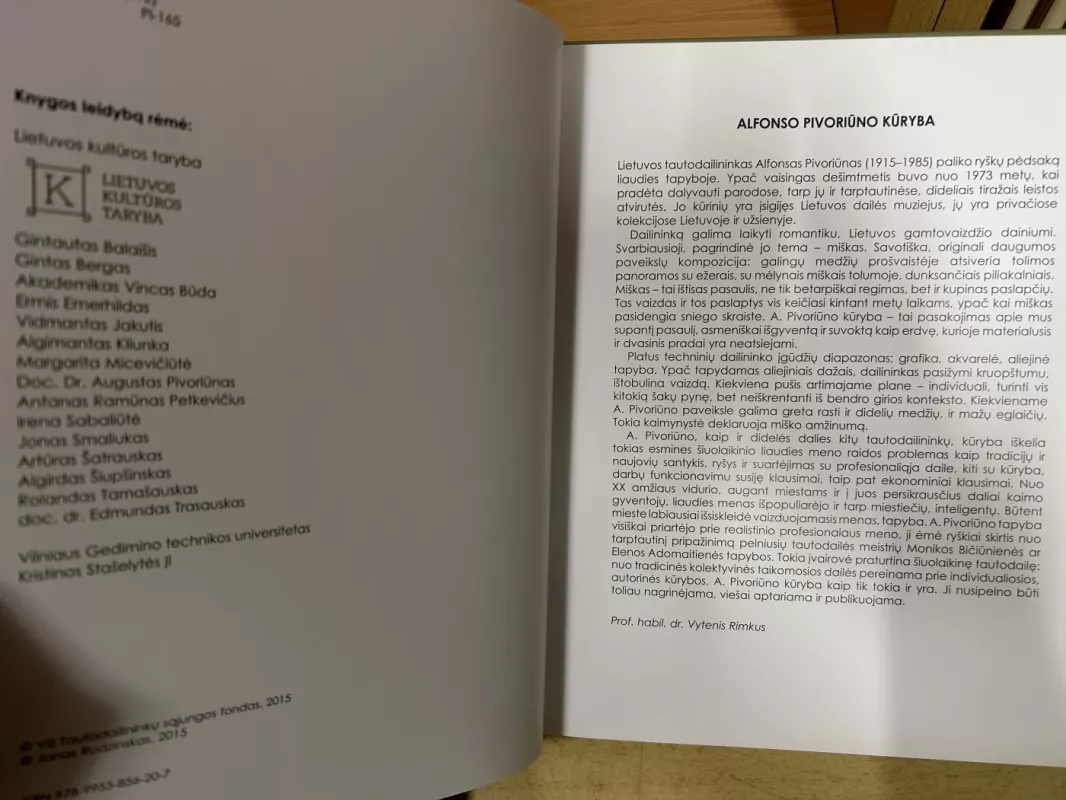 PI-165
Knygos leidybą rėmė:
Lietuvos kultūros taryba
K
LIETUVOS
KULTŪROS
TARYBA
Gintautas Balaišis
Gintas Bergas
Akademikas Vincas Būda
Ermis Emerhildas
Vidmantas Jakutis
Algimantas Kliunka
Margarita Micevičiūtė
Doc. Dr. Augustas Pivoriūnas
Antanas Ramūnas Petkevičius
Irena Sabaliūtė
Jonas Smaliukas
Artūras Šatrauskas
Algirdas Šiupšinskas
Rolandas Tamašauskas
doc. dr. Edmundas Trasauskas
Vilniaus Gedimino technikos universitetas
Kristinos Stašelytės IĮ
© VšĮ Tautodailininkų sąjungos fondas, 2015
© Jonas Rudzinskas, 2015
978-9955-856-20-7
ALFONSO PIVORIŪNO KŪRYBA
Lietuvos tautodailininkas Alfonsas Pivoriūnas (1915–1985) paliko ryškų pėdsaką
liaudies tapyboje. Ypač vaisingas dešimtmetis buvo nuo 1973 metų, kai
pradėta dalyvauti parodose, tarp jų ir tarptautinėse, dideliais tiražais leistos
atvirutės. Jo kūrinių yra įsigijęs Lietuvos dailės muziejus, jų yra privačiose
kolekcijose Lietuvoje ir užsienyje.
Dailininką galima laikyti romantiku, Lietuvos gamtovaizdžio dainiumi.
Svarbiausioji, pagrindinė jo tema – miškas. Savotiška, originali daugumos
paveikslų kompozicija: galingų medžių prošvaistėje atsiveria tolimos
panoramos su ežerais, su mėlynais miškais tolumoje, dunksančiais piliakalniais.
Miškas – tai ištisas pasaulis, ne tik betarpiškai regimas, bet ir kupinas paslapčių.
Tas vaizdas ir tos paslaptys vis keičiasi kintant metų laikams, ypač kai miškas
pasidengia sniego skraiste. A. Pivoriūno kūryba – tai pasakojimas apie mus
supantį pasaulį, asmeniškai išgyventą ir suvoktą kaip erdvę, kurioje materialusis
ir dvasinis pradai yra neatsiejami.
Platus techninių dailininko įgūdžių diapazonas: grafika, akvarelė, aliejinė
tapyba. Ypač tapydamas aliejiniais dažais, dailininkas pasižymi kruopštumu,
ištobulina vaizdą. Kiekviena pušis artimajame plane – individuali, turinti vis
kitokią šakų pynę, bet neiškrentanti iš bendro girios konteksto. Kiekviename
A. Pivoriūno paveiksle galima greta rasti ir didelių medžių, ir mažų eglaičių.
Tokia kaimynystė deklaruoja miško amžinumą.
A. Pivoriūno, kaip ir didelės dalies kitų tautodailininkų, kūryba iškelia
tokias esmines šiuolaikinio liaudies meno raidos problemas kaip tradicijų ir
naujovių santykis, ryšys ir suartėjimas su profesionaliąja daile, kiti su kūryba,
darbų funkcionavimu susiję klausimai, taip pat ekonominiai klausimai. Nuo
XX amžiaus vidurio, augant miestams ir į juos persikrausčius daliai kaimo
gyventojų, liaudies menas išpopuliarėjo ir tarp miestiečių, inteligentų. Būtent
mieste labiausiai išsiskleidė vaizduojamasis menas, tapyba. A. Pivoriūno tapyba
visiškai priartėjo prie realistinio profesionalaus meno, ji ėmė ryškiai skirtis nuo
tarptautinį pripažinimą pelniusių tautodailės meistrių Monikos Bičiūnienės ar
Elenos Adomaitienės tapybos. Tokia įvairovė praturtina šiuolaikinę tautodailę:
nuo tradicinės kolektyvinės taikomosios dailės pereinama prie individualiosios,
autorinės kūrybos. A. Pivoriūno kūryba kaip tik tokia ir yra. Ji nusipelno būti
toliau nagrinėjama, viešai aptariama ir publikuojama.
Prof. habil. dr. Vytenis Rimkus